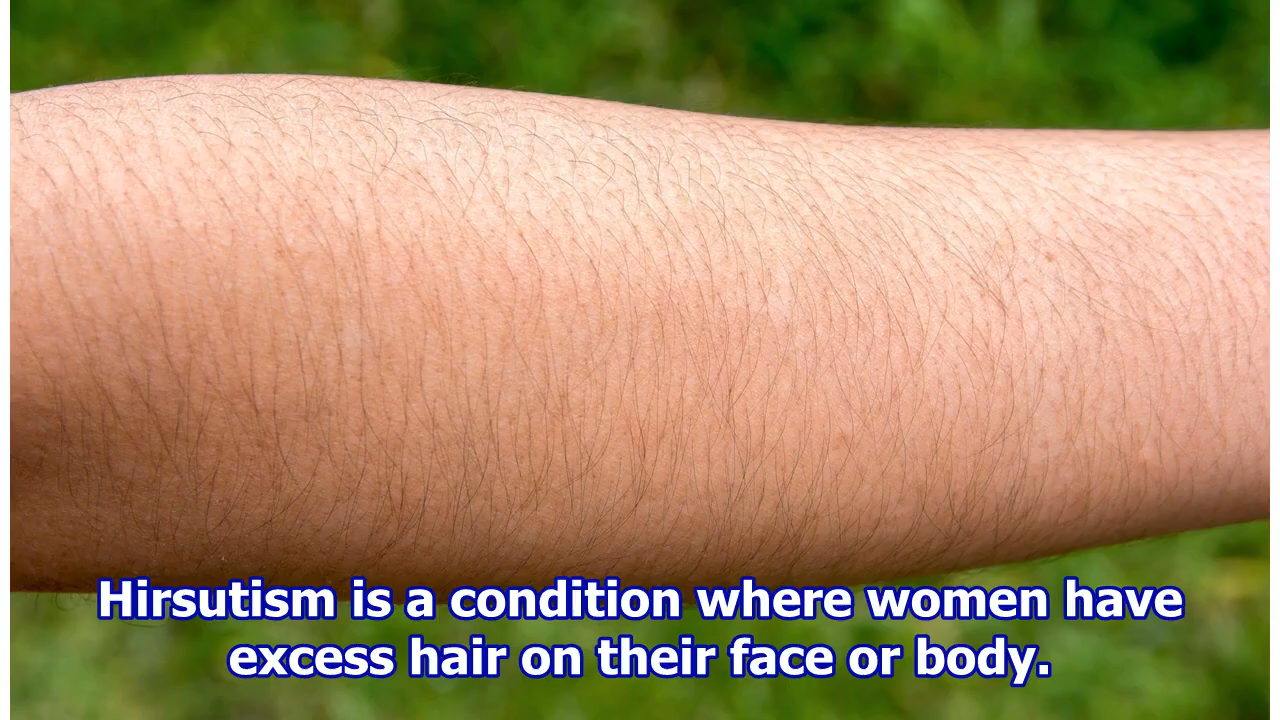 Hirsutism is a condition where women have
excess hair on their face or body.